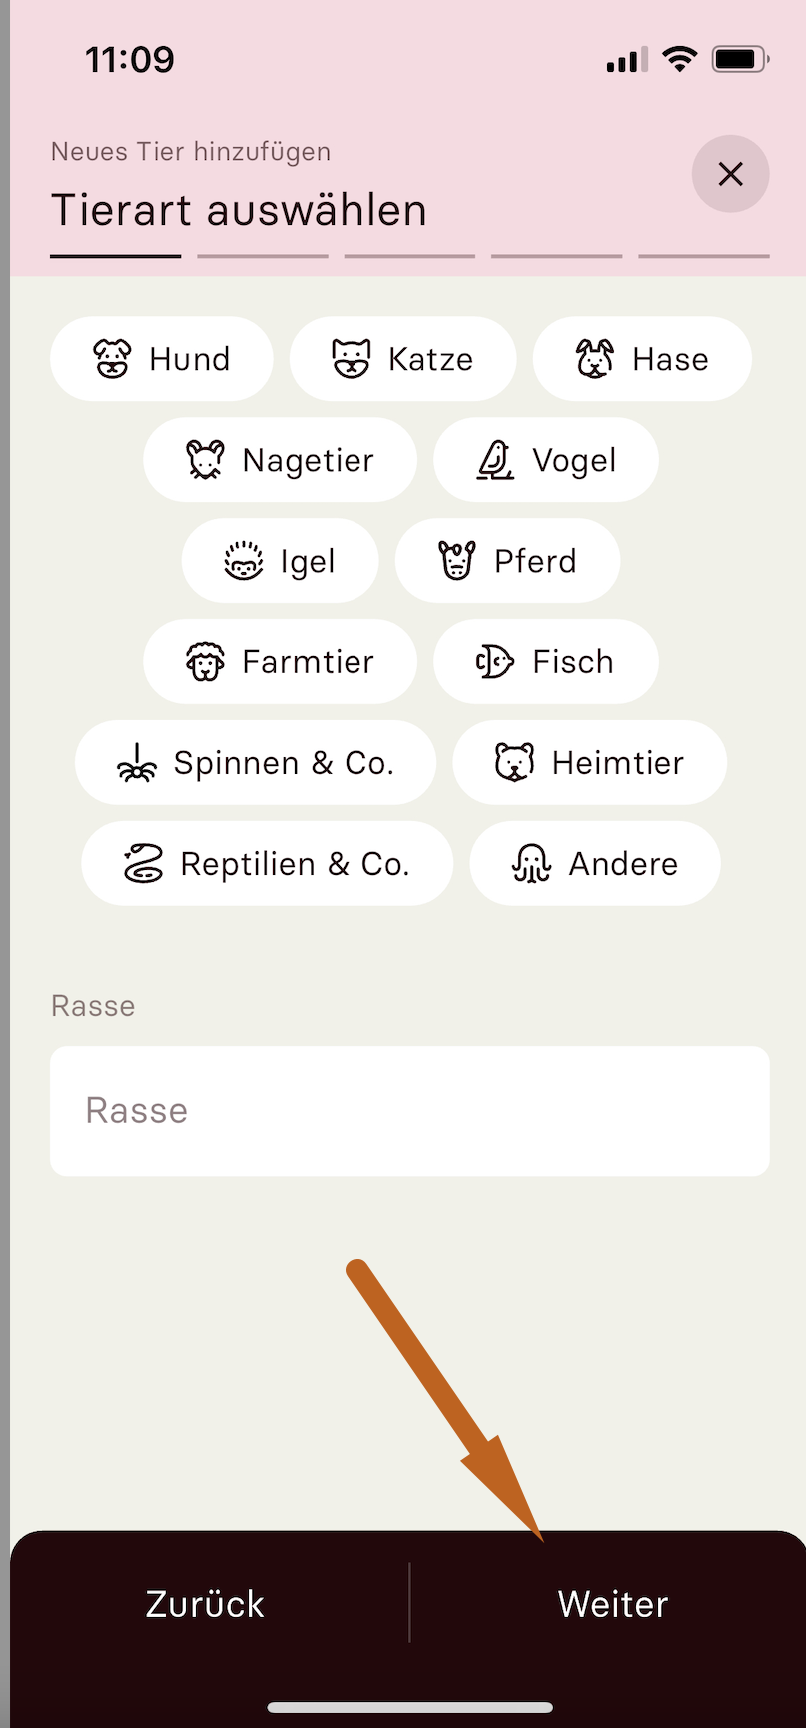 11:09
Neues Tier hinzufügen
Tierart auswählen
Hund Katze Hase
Nagetier Vogel
Igel Pferd
Farmtier Fisch
Spinnen & Co. Heimtier
Reptilien & Co. Andere
Rasse
Rasse
Zurück Weiter